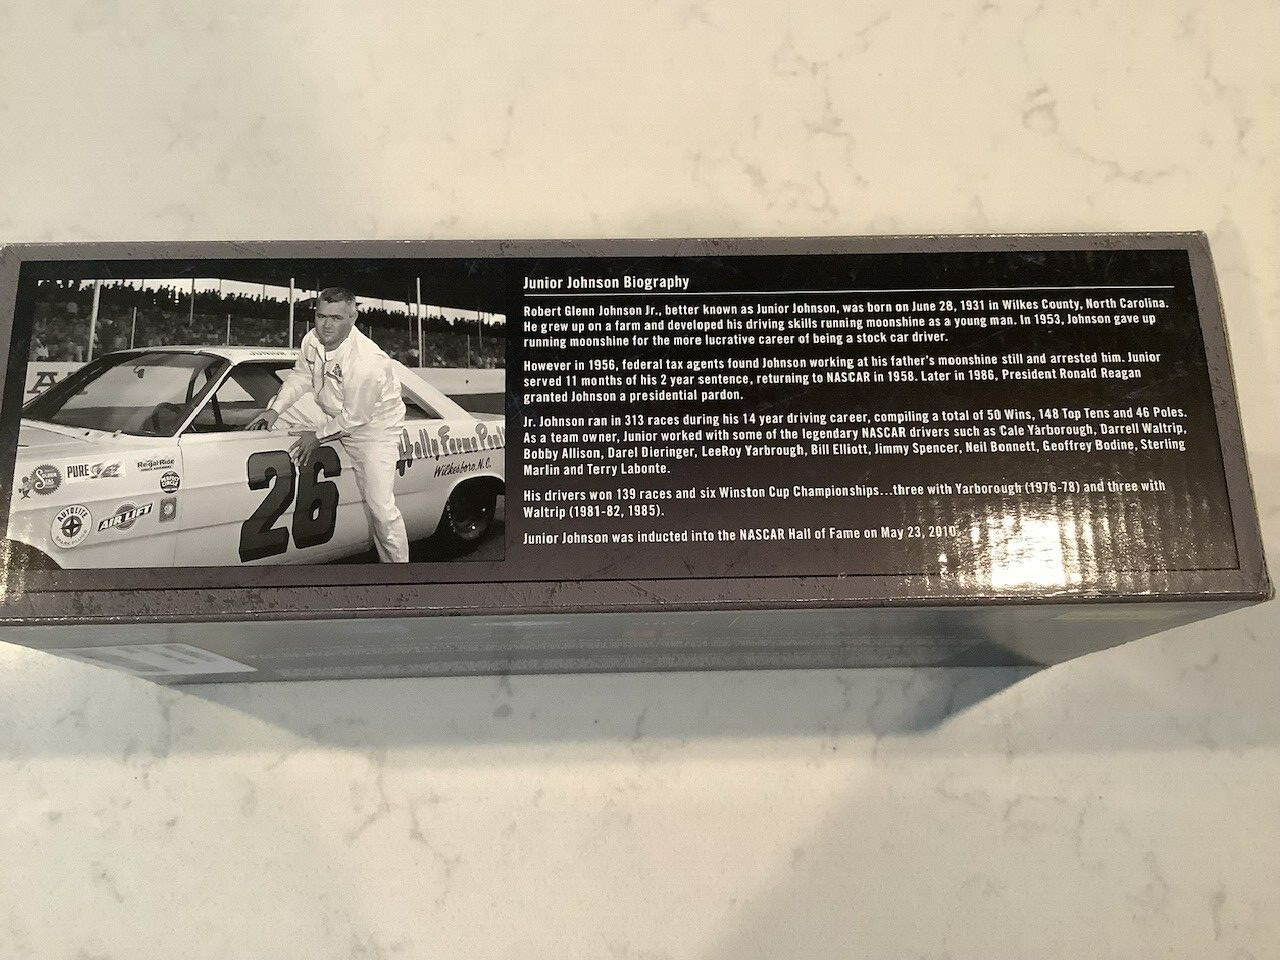 Junior Johnson Biography
Robert Glenn Johnson Jr., better known as Junior Johnson, was born on June 28, 1931 in Wilkes County, North Carolina.
He grew up on a farm and developed his driving skills running moonshine as a young man. In 1953, Johnson gave up
running moonshine for the more lucrative career of being a stock car driver.
However in 1956, federal tax agents found Johnson working at his father's moonshine still and arrested him. Junior
served 11 months of his 2 year sentence, returning to NASCAR in 1958. Later in 1986, President Ronald Reagan
granted Johnson a presidential pardon.
Jr. Johnson ran in 313 races during his 14 year driving career, compiling a total of 50 Wins, 148 Top Tens and 46 Poles.
As a team owner, Junior worked with some of the legendary NASCAR drivers such as Cale Yarborough, Darrell Waltrip,
Bobby Allison, Darel Dieringer, LeeRoy Yarbrough, Bill Elliott, Jimmy Spencer, Neil Bonnett, Geoffrey Bodine, Sterling
Marlin and Terry Labonte.
His drivers won 139 races and six Winston Cup Championships...three with Yarborough (1976-78) and three with
Waltrip (1981-82, 1985).
Junior Johnson was inducted into the NASCAR Hall of Fame on May 23, 2010.
26
Holly Farms
Wilkesboro, N.C.
PURE
Regal Ride
AUTOLITE
AIR LIFT